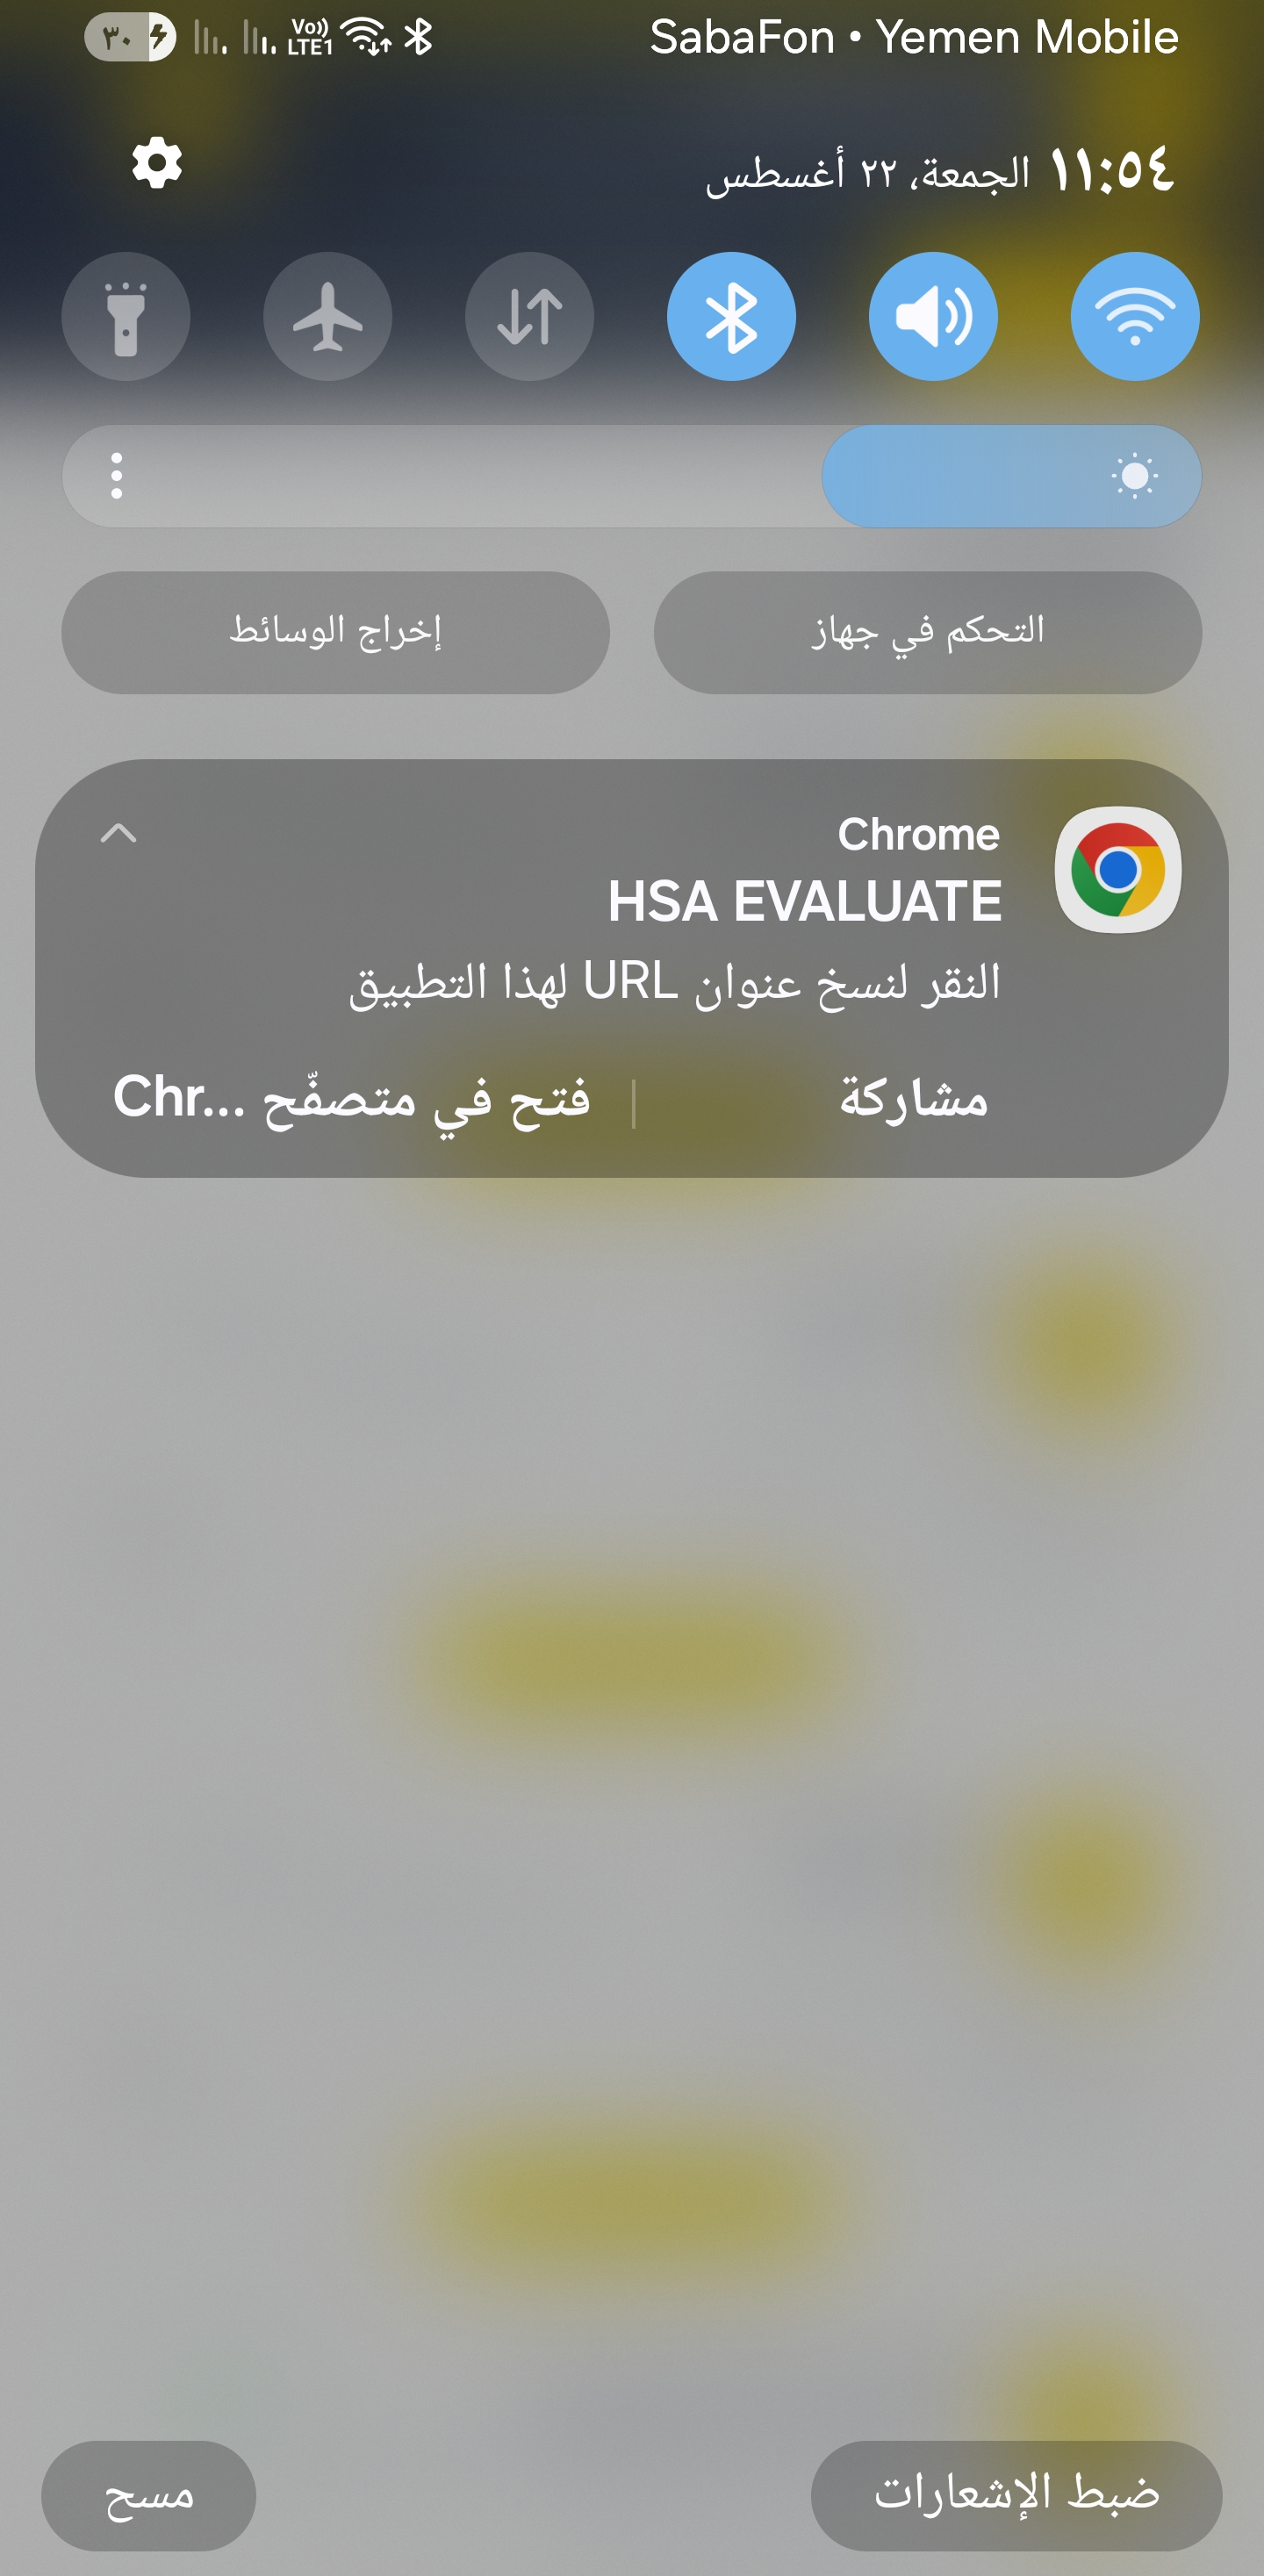 SabaFon • Yemen Mobile
Vo)) LTE1
٣٠
١١:٥٤ الجمعة، ٢٢ أغسطس
التحكم في جهاز
إخراج الوسائط
Chrome
HSA EVALUATE
النقر لنسخ عنوان URL لهذا التطبيق
مشاركة
فتح في متصفّح Chr...
ضبط الإشعارات
مسح